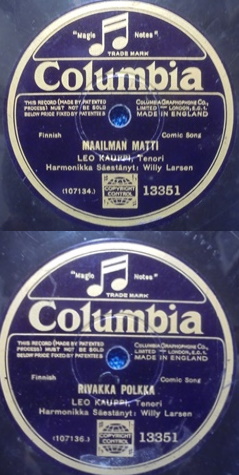 "Magic Notes"
TRADE MARK
Columbia
THIS RECORD (MADE BY PATENTED COLUMBIA GRAPHOPHONE CO.,
PROCESS) MUST NOT BE SOLD LIMITED LONDON, E.C.1.
BELOW PRICE FIXED BY PATENTEES MADE IN ENGLAND
Finnish Comic Song
MAAILMAN MATTI
LEO KAUPPI, Tenori
Harmonikka Säestänyt: Willy Larsen
(107134.) COPYRIGHT CONTROL 13351
"Magic Notes"
TRADE MARK
Columbia
THIS RECORD (MADE BY PATENTED COLUMBIA GRAPHOPHONE CO.,
PROCESS) MUST NOT BE SOLD LIMITED LONDON, E.C.1.
BELOW PRICE FIXED BY PATENTEES MADE IN ENGLAND
Finnish Comic Song
RIVAKKA POLKKA
LEO KAUPPI, Tenori
Harmonikka Säestänyt: Willy Larsen
(107136.) COPYRIGHT CONTROL 13351